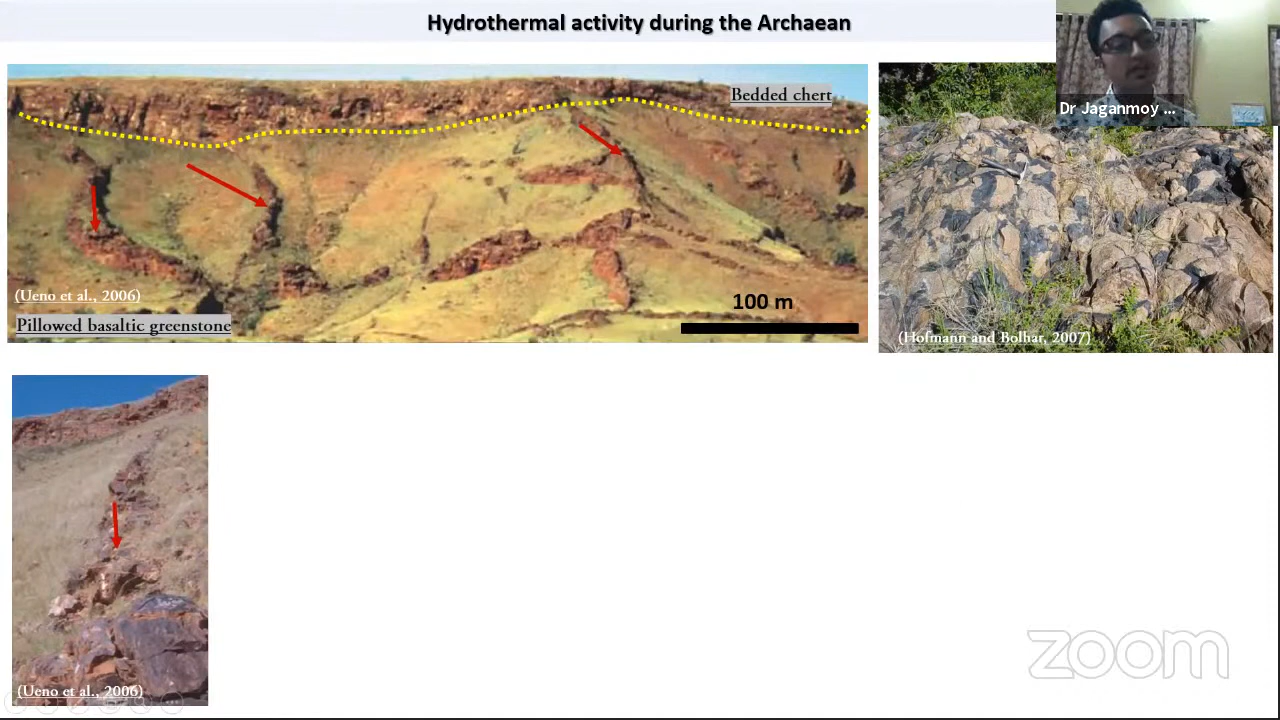 Hydrothermal activity during the Archaean
Bedded chert
Dr Jaganmoy ...
(Ueno et al., 2006)
100 m
Pillowed basaltic greenstone
(Hofmann and Bolhar, 2007)
(Ueno et al., 2006)
zoom